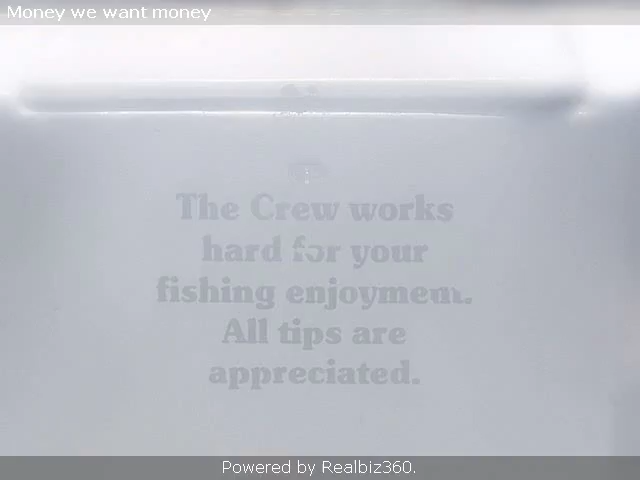 Money we want money
The Crew works
hard for your
fishing enjoyment.
All tips are
appreciated.
Powered by Realbiz360.